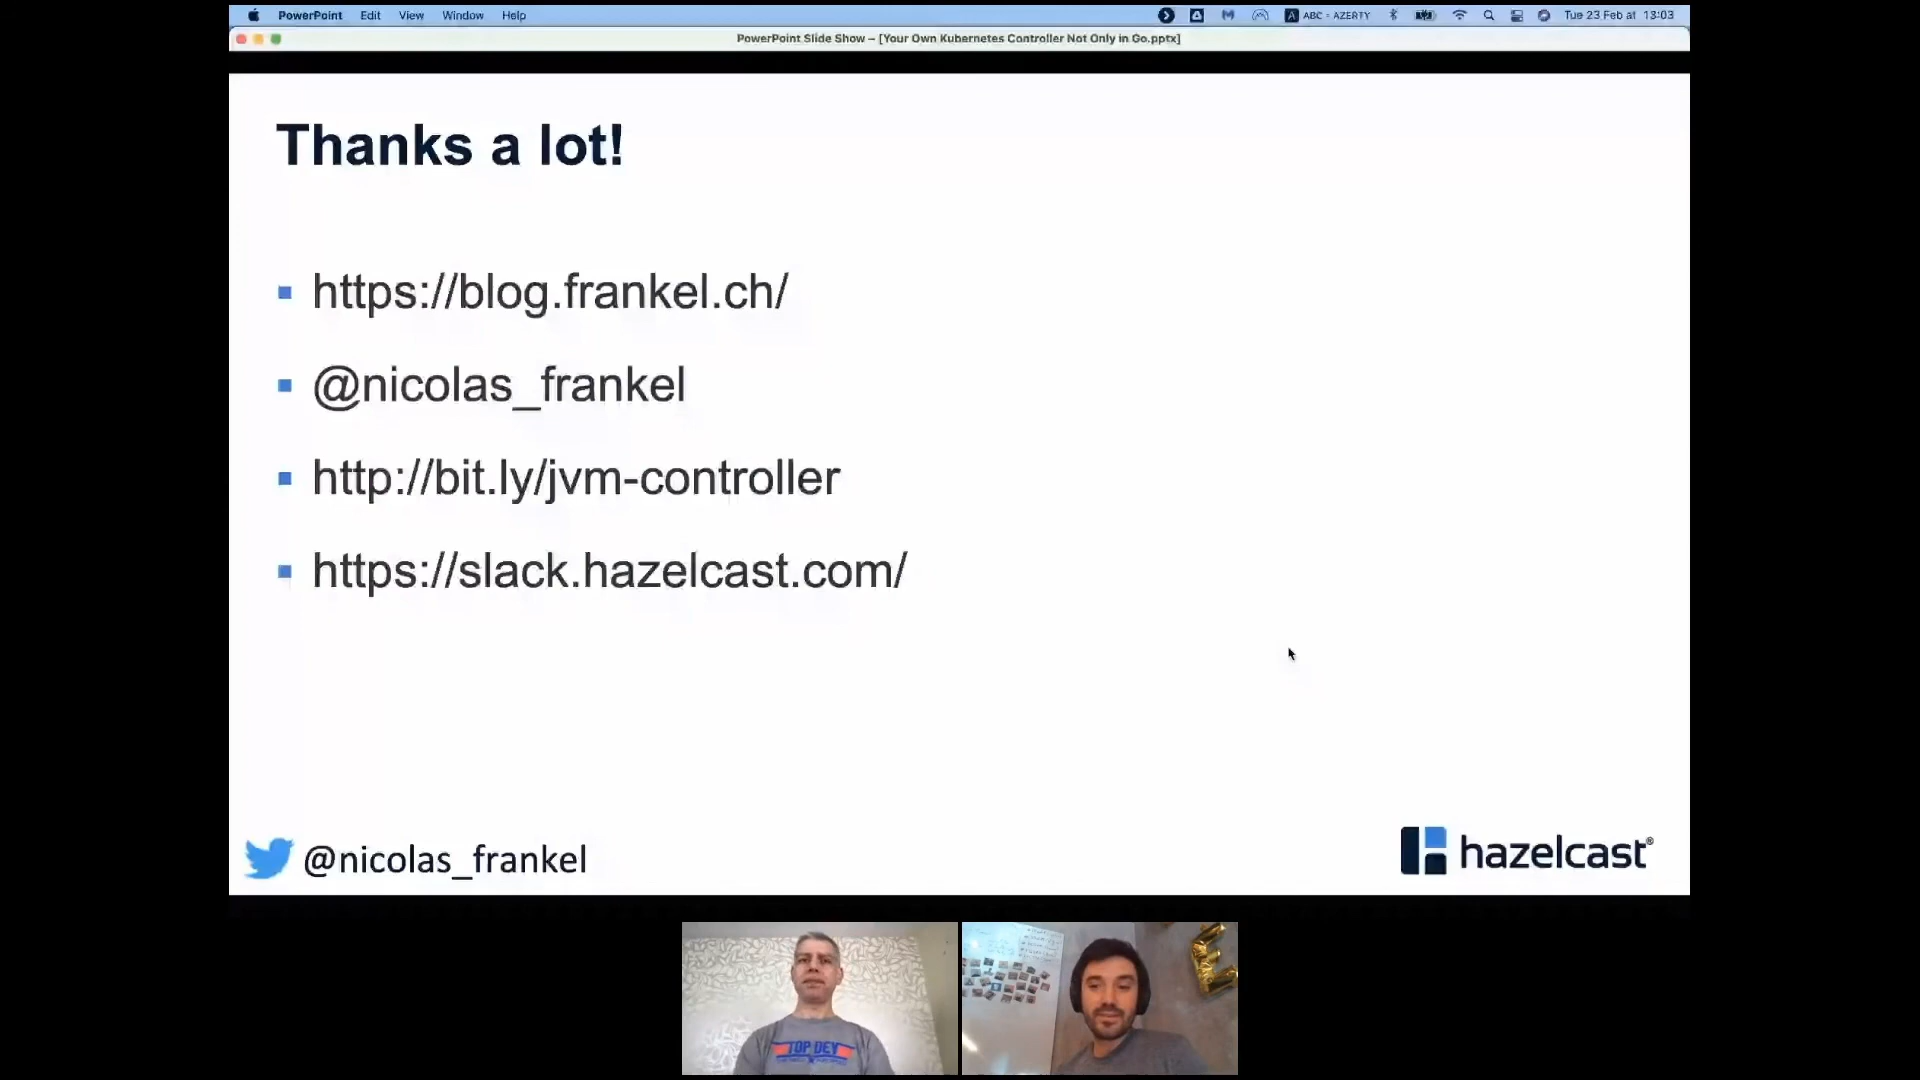 PowerPoint Edit View Window Help ABC - AZERTY Tue 23 Feb at 13:03
PowerPoint Slide Show – [Your Own Kubernetes Controller Not Only in Go.pptx]
Thanks a lot!
https://blog.frankel.ch/
@nicolas_frankel
http://bit.ly/jvm-controller
https://slack.hazelcast.com/
@nicolas_frankel
hazelcast®
TOP DEV
E